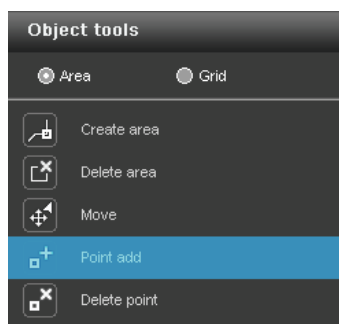 Object tools
Area Grid
Create area
Delete area
Move
Point add
Delete point